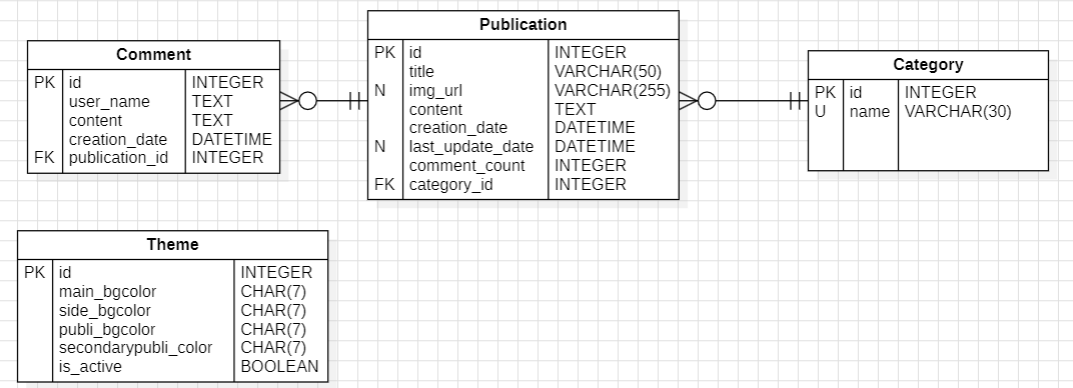 Comment
PK id INTEGER
user_name TEXT
content TEXT
creation_date DATETIME
FK publication_id INTEGER
Publication
PK id INTEGER
title VARCHAR(50)
N img_url VARCHAR(255)
content TEXT
creation_date DATETIME
N last_update_date DATETIME
comment_count INTEGER
FK category_id INTEGER
Category
PK id INTEGER
U name VARCHAR(30)
Theme
PK id INTEGER
main_bgcolor CHAR(7)
side_bgcolor CHAR(7)
publi_bgcolor CHAR(7)
secondarypubli_color CHAR(7)
is_active BOOLEAN